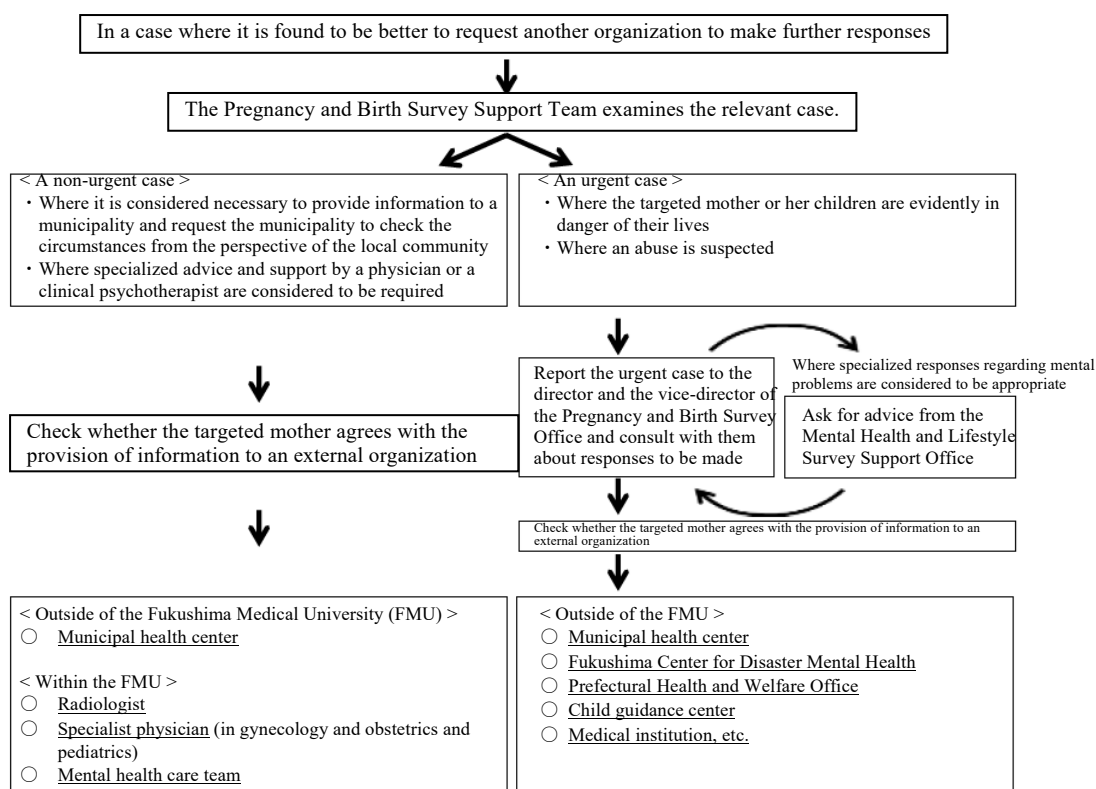 In a case where it is found to be better to request another organization to make further responses
The Pregnancy and Birth Survey Support Team examines the relevant case.
< A non-urgent case >
・Where it is considered necessary to provide information to a
municipality and request the municipality to check the
circumstances from the perspective of the local community
・Where specialized advice and support by a physician or a
clinical psychotherapist are considered to be required
< An urgent case >
・Where the targeted mother or her children are evidently in
danger of their lives
・Where an abuse is suspected
Check whether the targeted mother agrees with the
provision of information to an external organization
Report the urgent case to the
director and the vice-director of
the Pregnancy and Birth Survey
Office and consult with them
about responses to be made
Where specialized responses regarding mental
problems are considered to be appropriate
Ask for advice from the
Mental Health and Lifestyle
Survey Support Office
Check whether the targeted mother agrees with the provision of information to an
external organization
< Outside of the Fukushima Medical University (FMU) >
○ Municipal health center
< Within the FMU >
○ Radiologist
○ Specialist physician (in gynecology and obstetrics and
pediatrics)
○ Mental health care team
< Outside of the FMU >
○ Municipal health center
○ Fukushima Center for Disaster Mental Health
○ Prefectural Health and Welfare Office
○ Child guidance center
○ Medical institution, etc.